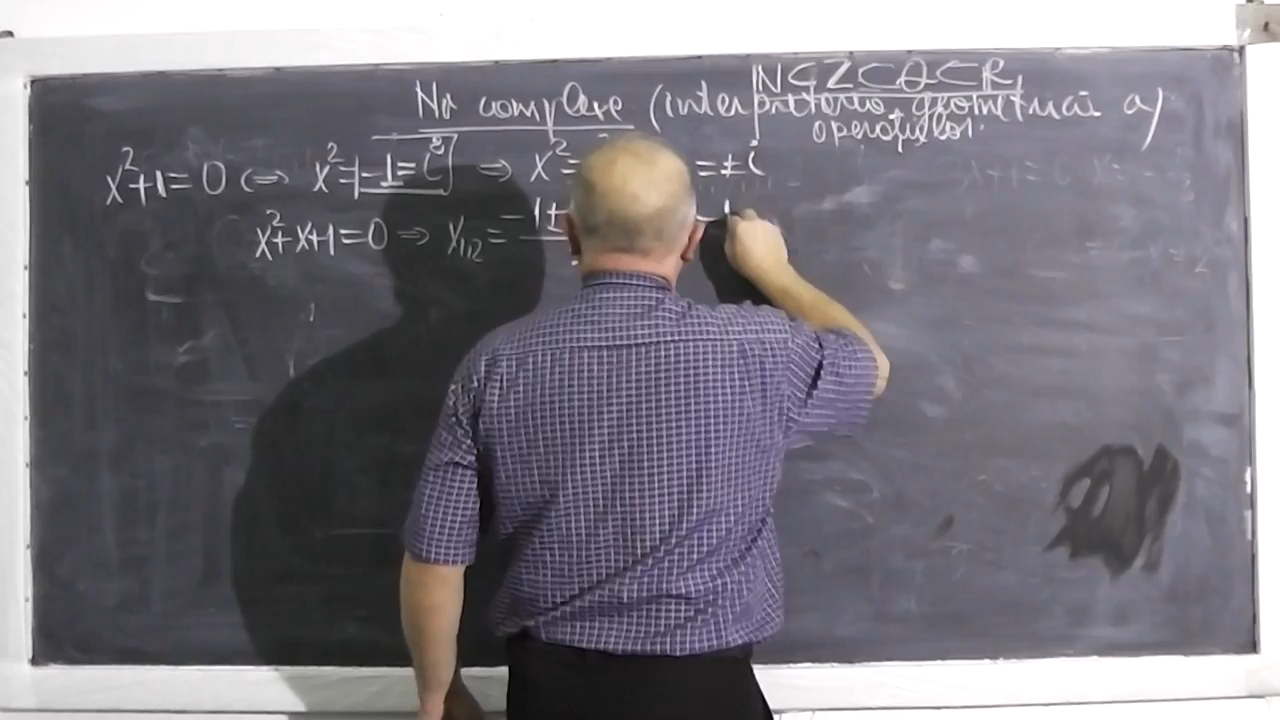 N⊂Z⊂Q⊂R
Nr complexe (interpretarea geometrică a)
operațiilor.
x²+1=0 ⇔ x²=-1=i² ⇒ x²= =±i
x²+x+1=0 ⇒ x₁,₂= -1±